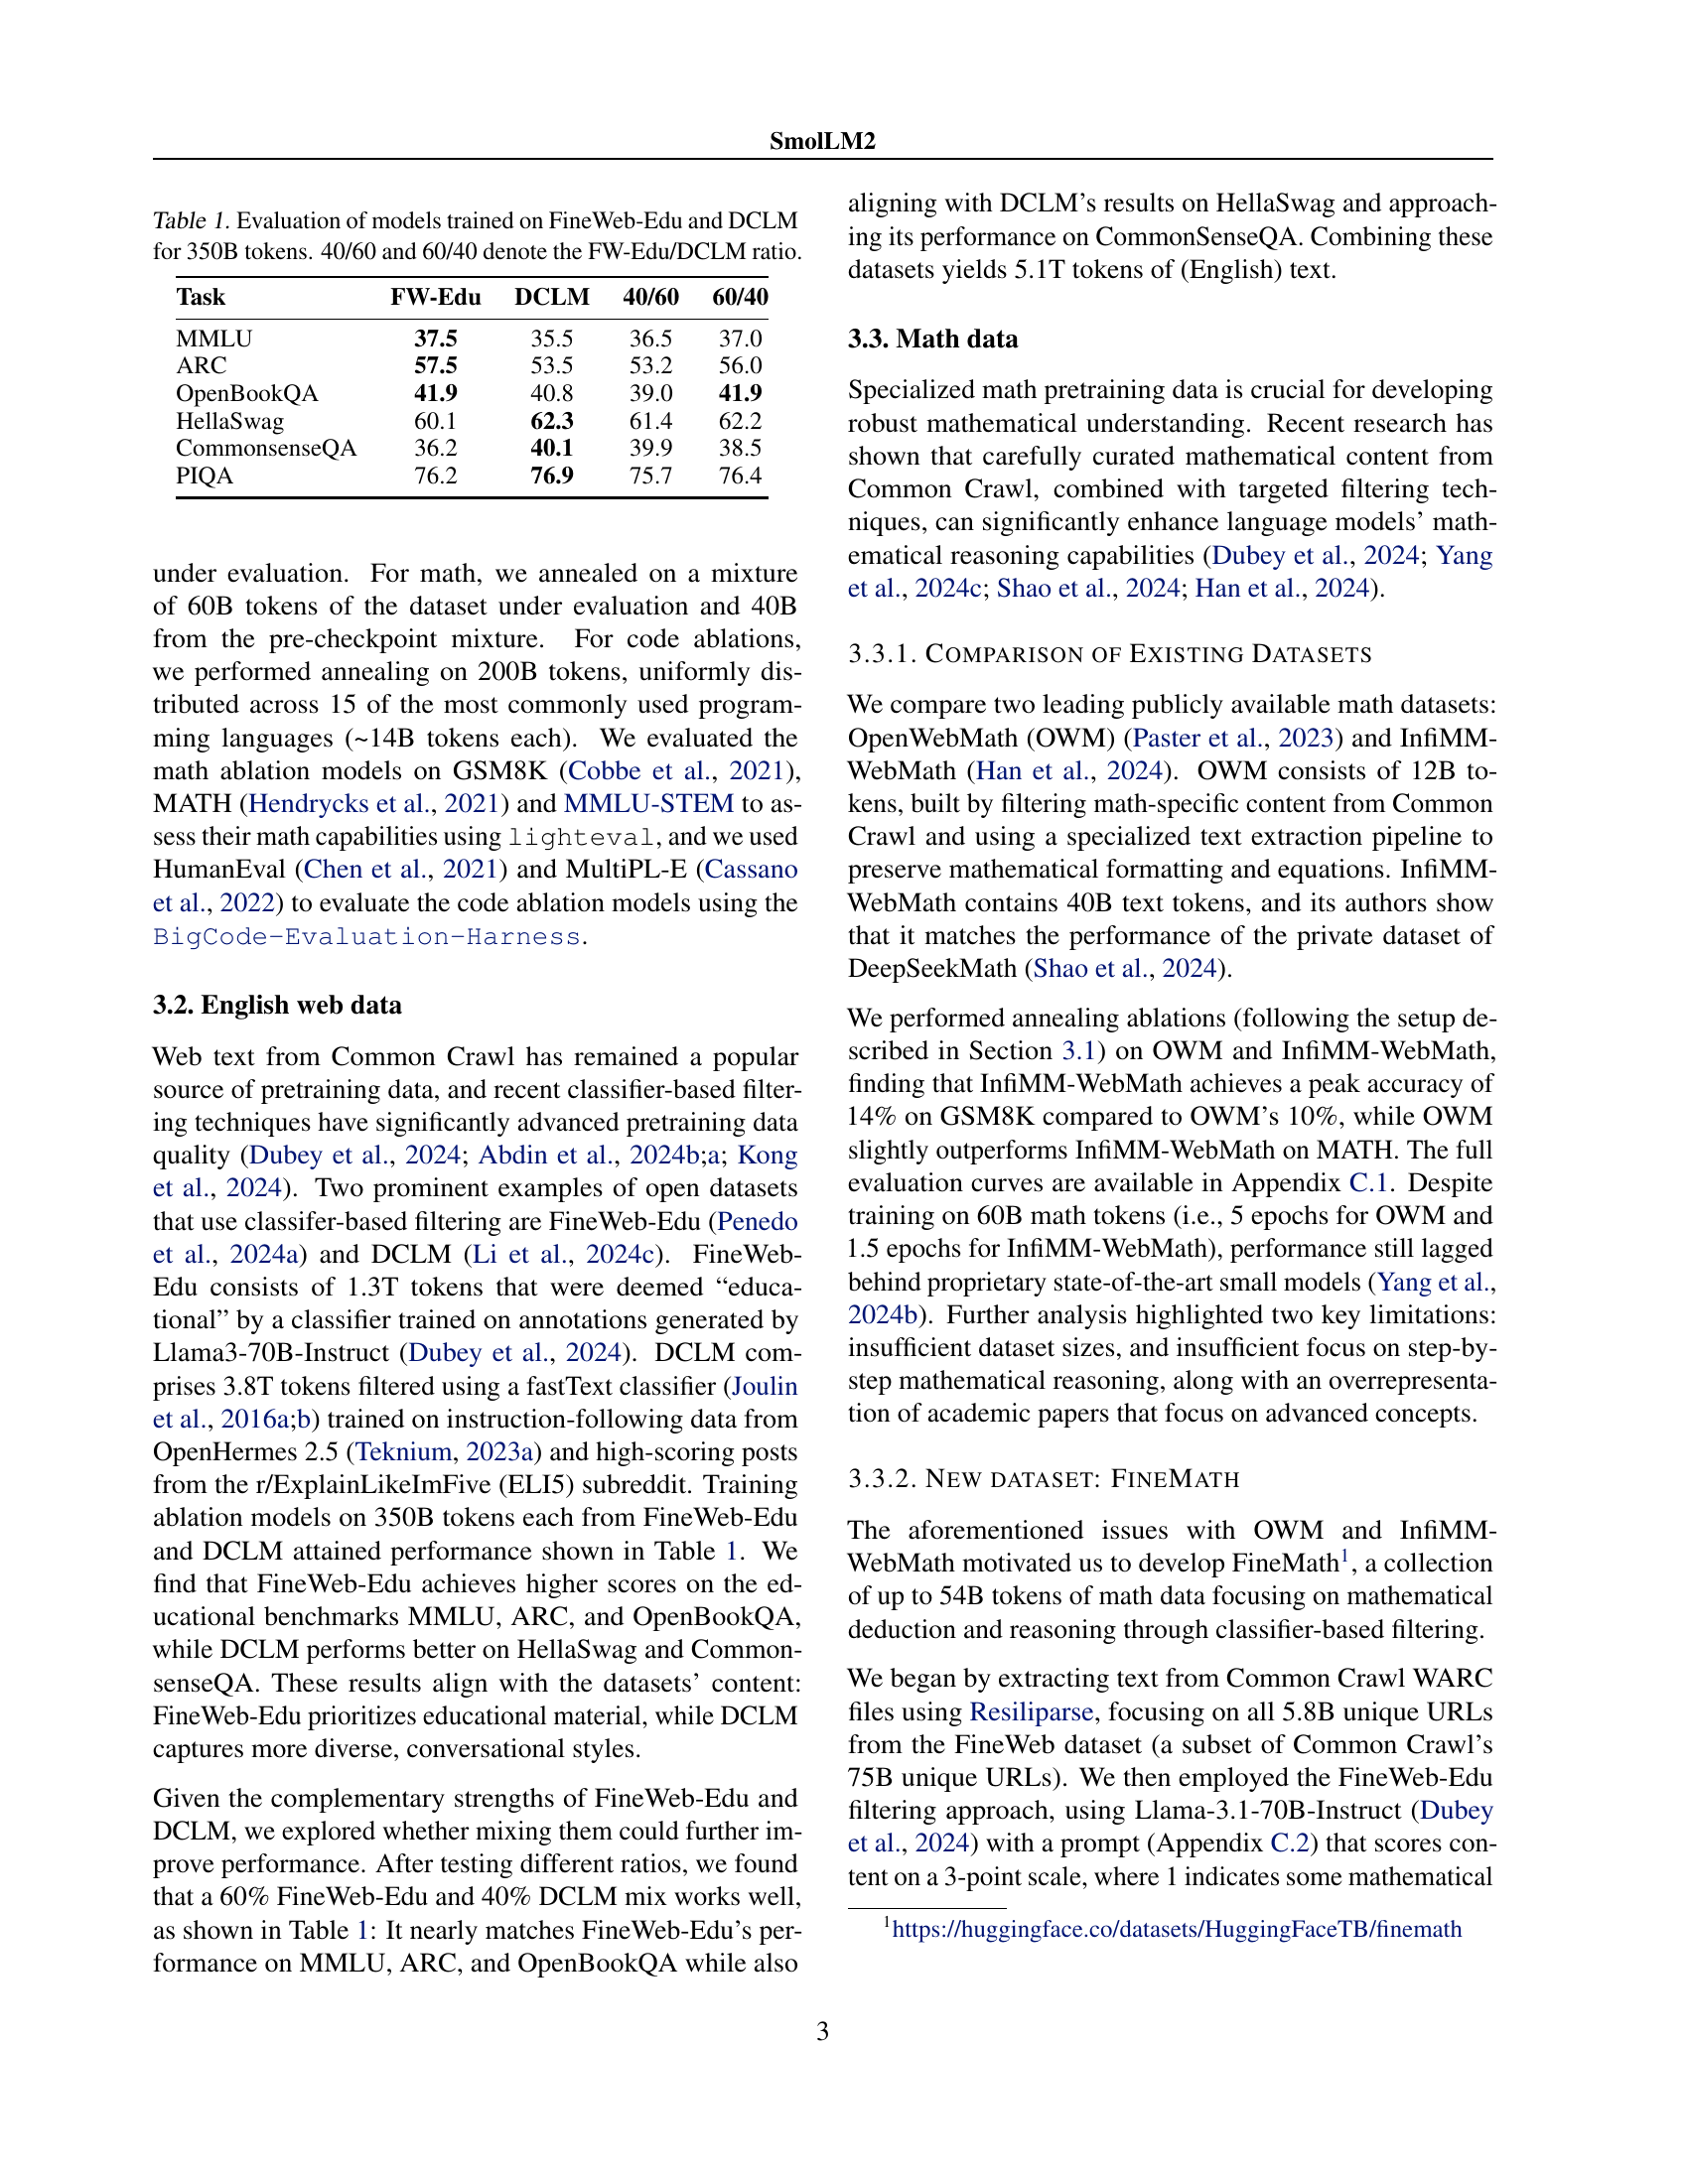 SmolLM2
Table 1. Evaluation of models trained on FineWeb-Edu and DCLM
for 350B tokens. 40/60 and 60/40 denote the FW-Edu/DCLM ratio.
Task FW-Edu DCLM 40/60 60/40
MMLU 37.5 35.5 36.5 37.0
ARC 57.5 53.5 53.2 56.0
OpenBookQA 41.9 40.8 39.0 41.9
HellaSwag 60.1 62.3 61.4 62.2
CommonsenseQA 36.2 40.1 39.9 38.5
PIQA 76.2 76.9 75.7 76.4
under evaluation. For math, we annealed on a mixture
of 60B tokens of the dataset under evaluation and 40B
from the pre-checkpoint mixture. For code ablations,
we performed annealing on 200B tokens, uniformly dis-
tributed across 15 of the most commonly used program-
ming languages (~14B tokens each). We evaluated the
math ablation models on GSM8K (Cobbe et al., 2021),
MATH (Hendrycks et al., 2021) and MMLU-STEM to as-
sess their math capabilities using lighteval, and we used
HumanEval (Chen et al., 2021) and MultiPL-E (Cassano
et al., 2022) to evaluate the code ablation models using the
BigCode-Evaluation-Harness.
3.2. English web data
Web text from Common Crawl has remained a popular
source of pretraining data, and recent classifier-based filter-
ing techniques have significantly advanced pretraining data
quality (Dubey et al., 2024; Abdin et al., 2024b;a; Kong
et al., 2024). Two prominent examples of open datasets
that use classifer-based filtering are FineWeb-Edu (Penedo
et al., 2024a) and DCLM (Li et al., 2024c). FineWeb-
Edu consists of 1.3T tokens that were deemed “educa-
tional” by a classifier trained on annotations generated by
Llama3-70B-Instruct (Dubey et al., 2024). DCLM com-
prises 3.8T tokens filtered using a fastText classifier (Joulin
et al., 2016a;b) trained on instruction-following data from
OpenHermes 2.5 (Teknium, 2023a) and high-scoring posts
from the r/ExplainLikeImFive (ELI5) subreddit. Training
ablation models on 350B tokens each from FineWeb-Edu
and DCLM attained performance shown in Table 1. We
find that FineWeb-Edu achieves higher scores on the ed-
ucational benchmarks MMLU, ARC, and OpenBookQA,
while DCLM performs better on HellaSwag and Common-
senseQA. These results align with the datasets’ content:
FineWeb-Edu prioritizes educational material, while DCLM
captures more diverse, conversational styles.
Given the complementary strengths of FineWeb-Edu and
DCLM, we explored whether mixing them could further im-
prove performance. After testing different ratios, we found
that a 60% FineWeb-Edu and 40% DCLM mix works well,
as shown in Table 1: It nearly matches FineWeb-Edu’s per-
formance on MMLU, ARC, and OpenBookQA while also
aligning with DCLM’s results on HellaSwag and approach-
ing its performance on CommonSenseQA. Combining these
datasets yields 5.1T tokens of (English) text.
3.3. Math data
Specialized math pretraining data is crucial for developing
robust mathematical understanding. Recent research has
shown that carefully curated mathematical content from
Common Crawl, combined with targeted filtering tech-
niques, can significantly enhance language models’ math-
ematical reasoning capabilities (Dubey et al., 2024; Yang
et al., 2024c; Shao et al., 2024; Han et al., 2024).
3.3.1. COMPARISON OF EXISTING DATASETS
We compare two leading publicly available math datasets:
OpenWebMath (OWM) (Paster et al., 2023) and InfiMM-
WebMath (Han et al., 2024). OWM consists of 12B to-
kens, built by filtering math-specific content from Common
Crawl and using a specialized text extraction pipeline to
preserve mathematical formatting and equations. InfiMM-
WebMath contains 40B text tokens, and its authors show
that it matches the performance of the private dataset of
DeepSeekMath (Shao et al., 2024).
We performed annealing ablations (following the setup de-
scribed in Section 3.1) on OWM and InfiMM-WebMath,
finding that InfiMM-WebMath achieves a peak accuracy of
14% on GSM8K compared to OWM’s 10%, while OWM
slightly outperforms InfiMM-WebMath on MATH. The full
evaluation curves are available in Appendix C.1. Despite
training on 60B math tokens (i.e., 5 epochs for OWM and
1.5 epochs for InfiMM-WebMath), performance still lagged
behind proprietary state-of-the-art small models (Yang et al.,
2024b). Further analysis highlighted two key limitations:
insufficient dataset sizes, and insufficient focus on step-by-
step mathematical reasoning, along with an overrepresenta-
tion of academic papers that focus on advanced concepts.
3.3.2. NEW DATASET: FINEMATH
The aforementioned issues with OWM and InfiMM-
WebMath motivated us to develop FineMath1, a collection
of up to 54B tokens of math data focusing on mathematical
deduction and reasoning through classifier-based filtering.
We began by extracting text from Common Crawl WARC
files using Resiliparse, focusing on all 5.8B unique URLs
from the FineWeb dataset (a subset of Common Crawl’s
75B unique URLs). We then employed the FineWeb-Edu
filtering approach, using Llama-3.1-70B-Instruct (Dubey
et al., 2024) with a prompt (Appendix C.2) that scores con-
tent on a 3-point scale, where 1 indicates some mathematical
1https://huggingface.co/datasets/HuggingFaceTB/finemath
3